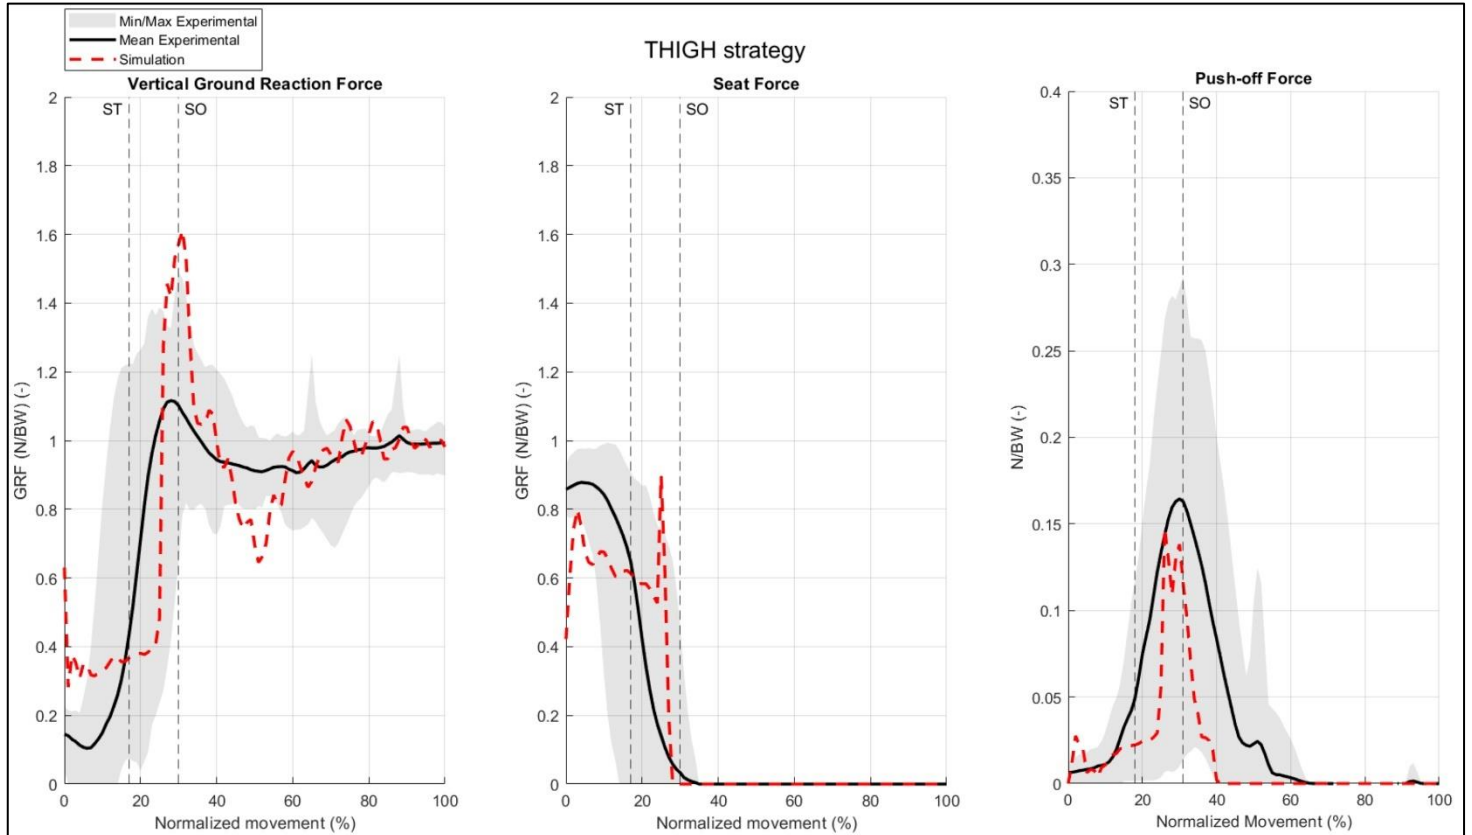 Min/Max Experimental
Mean Experimental
Simulation
THIGH strategy
Vertical Ground Reaction Force
Seat Force
Push-off Force
ST
SO
ST
SO
ST
SO
2
1.8
1.6
1.4
1.2
1
0.8
0.6
0.4
0.2
0
GRF (N/BW) (-)
0
20
40
60
80
100
Normalized movement (%)
2
1.8
1.6
1.4
1.2
1
0.8
0.6
0.4
0.2
0
GRF (N/BW) (-)
0
20
40
60
80
100
Normalized movement (%)
0.4
0.35
0.3
0.25
0.2
0.15
0.1
0.05
0
N/BW (-)
0
20
40
60
80
100
Normalized Movement (%)